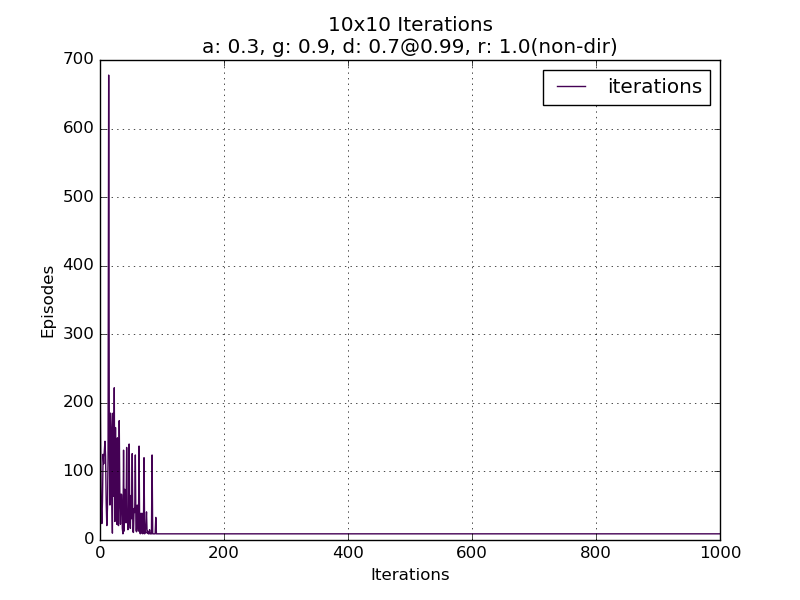 10x10 Iterations
a: 0.3, g: 0.9, d: 0.7@0.99, r: 1.0(non-dir)
700
600
500
400
300
200
100
0
Episodes
iterations
0 200 400 600 800 1000
Iterations